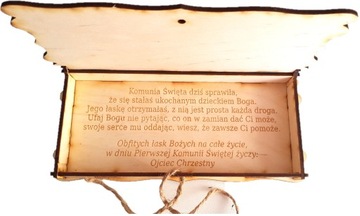 Komunia Święta dziś sprawiła,
że się stałaś ukochanym dzieckiem Boga.
Jego łaskę otrzymałaś, z nią jest prosta każda droga.
Ufaj Bogu nie pytając, co on w zamian dać Ci może,
swoje serce mu oddając, wiesz, że zawsze Ci pomoże.
Obfitych łask Bożych na całe życie,
w dniu Pierwszej Komunii Świętej życzy:
Ojciec Chrzestny